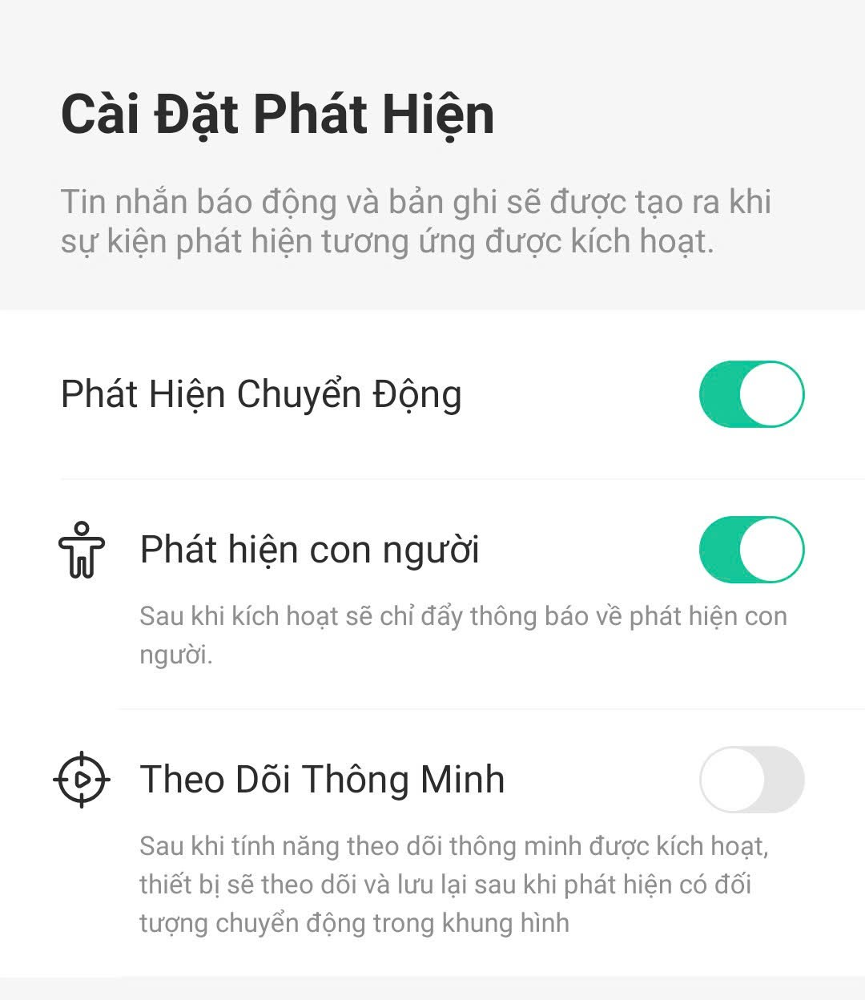 Cài Đặt Phát Hiện
Tin nhắn báo động và bản ghi sẽ được tạo ra khi
sự kiện phát hiện tương ứng được kích hoạt.
Phát Hiện Chuyển Động
Phát hiện con người
Sau khi kích hoạt sẽ chỉ đẩy thông báo về phát hiện con
người.
Theo Dõi Thông Minh
Sau khi tính năng theo dõi thông minh được kích hoạt,
thiết bị sẽ theo dõi và lưu lại sau khi phát hiện có đối
tượng chuyển động trong khung hình